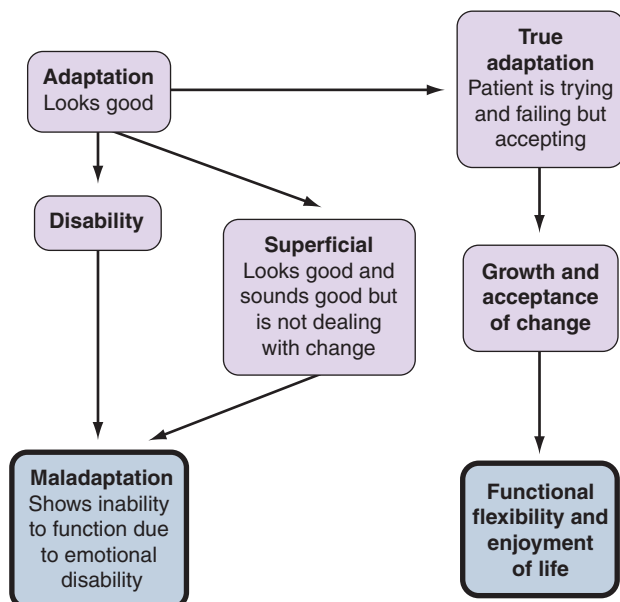 Adaptation
Looks good
True
adaptation
Patient is trying
and failing but
accepting
Disability
Superficial
Looks good and
sounds good but
is not dealing
with change
Growth and
acceptance
of change
Maladaptation
Shows inability
to function due
to emotional
disability
Functional
flexibility and
enjoyment
of life